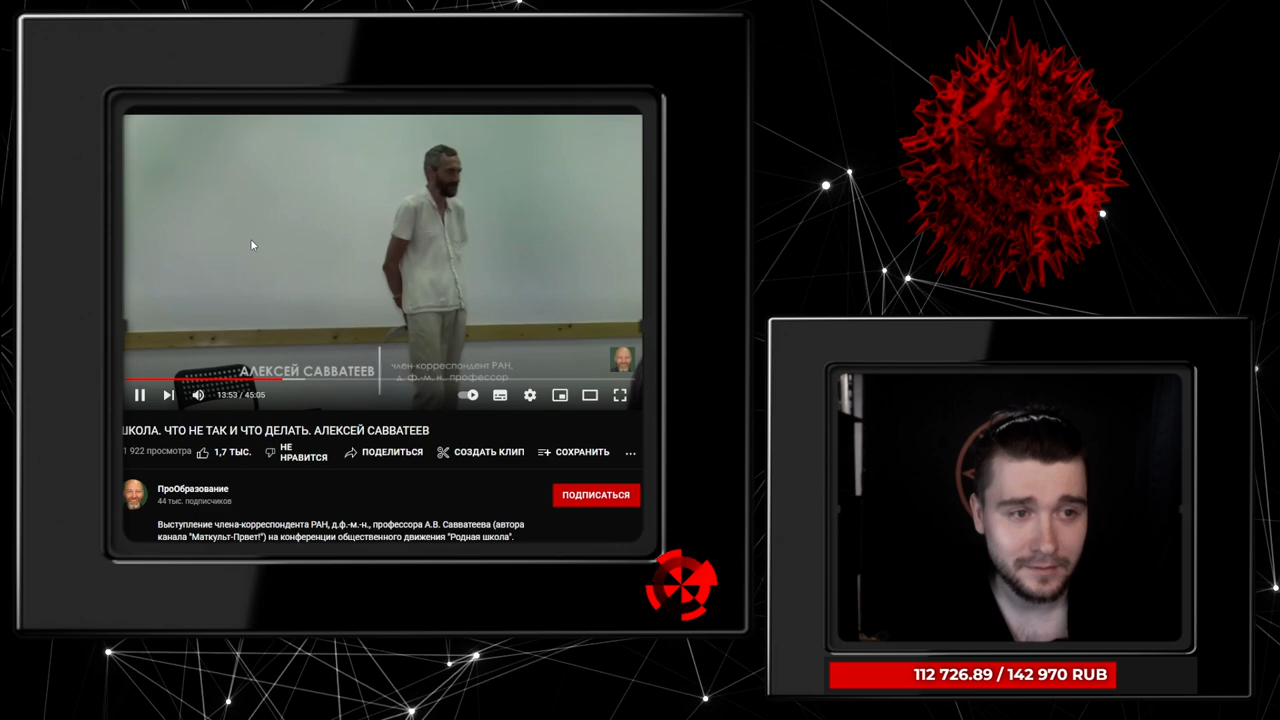 АЛЕКСЕЙ САВВАТЕЕВ
член-корреспондент РАН,
д. ф.-м. н., профессор
13:53 / 45:05
ШКОЛА. ЧТО НЕ ТАК И ЧТО ДЕЛАТЬ. АЛЕКСЕЙ САВВАТЕЕВ
1 922 просмотра
1,7 ТЫС.
НЕ
НРАВИТСЯ
ПОДЕЛИТЬСЯ
СОЗДАТЬ КЛИП
СОХРАНИТЬ
ПроОбразование
44 тыс. подписчиков
ПОДПИСАТЬСЯ
Выступление члена-корреспондента РАН, д.ф.-м.-н., профессора А.В. Савватеева (автора
канала "Маткульт-Првет!") на конференции общественного движения "Родная школа".
112 726.89 / 142 970 RUB